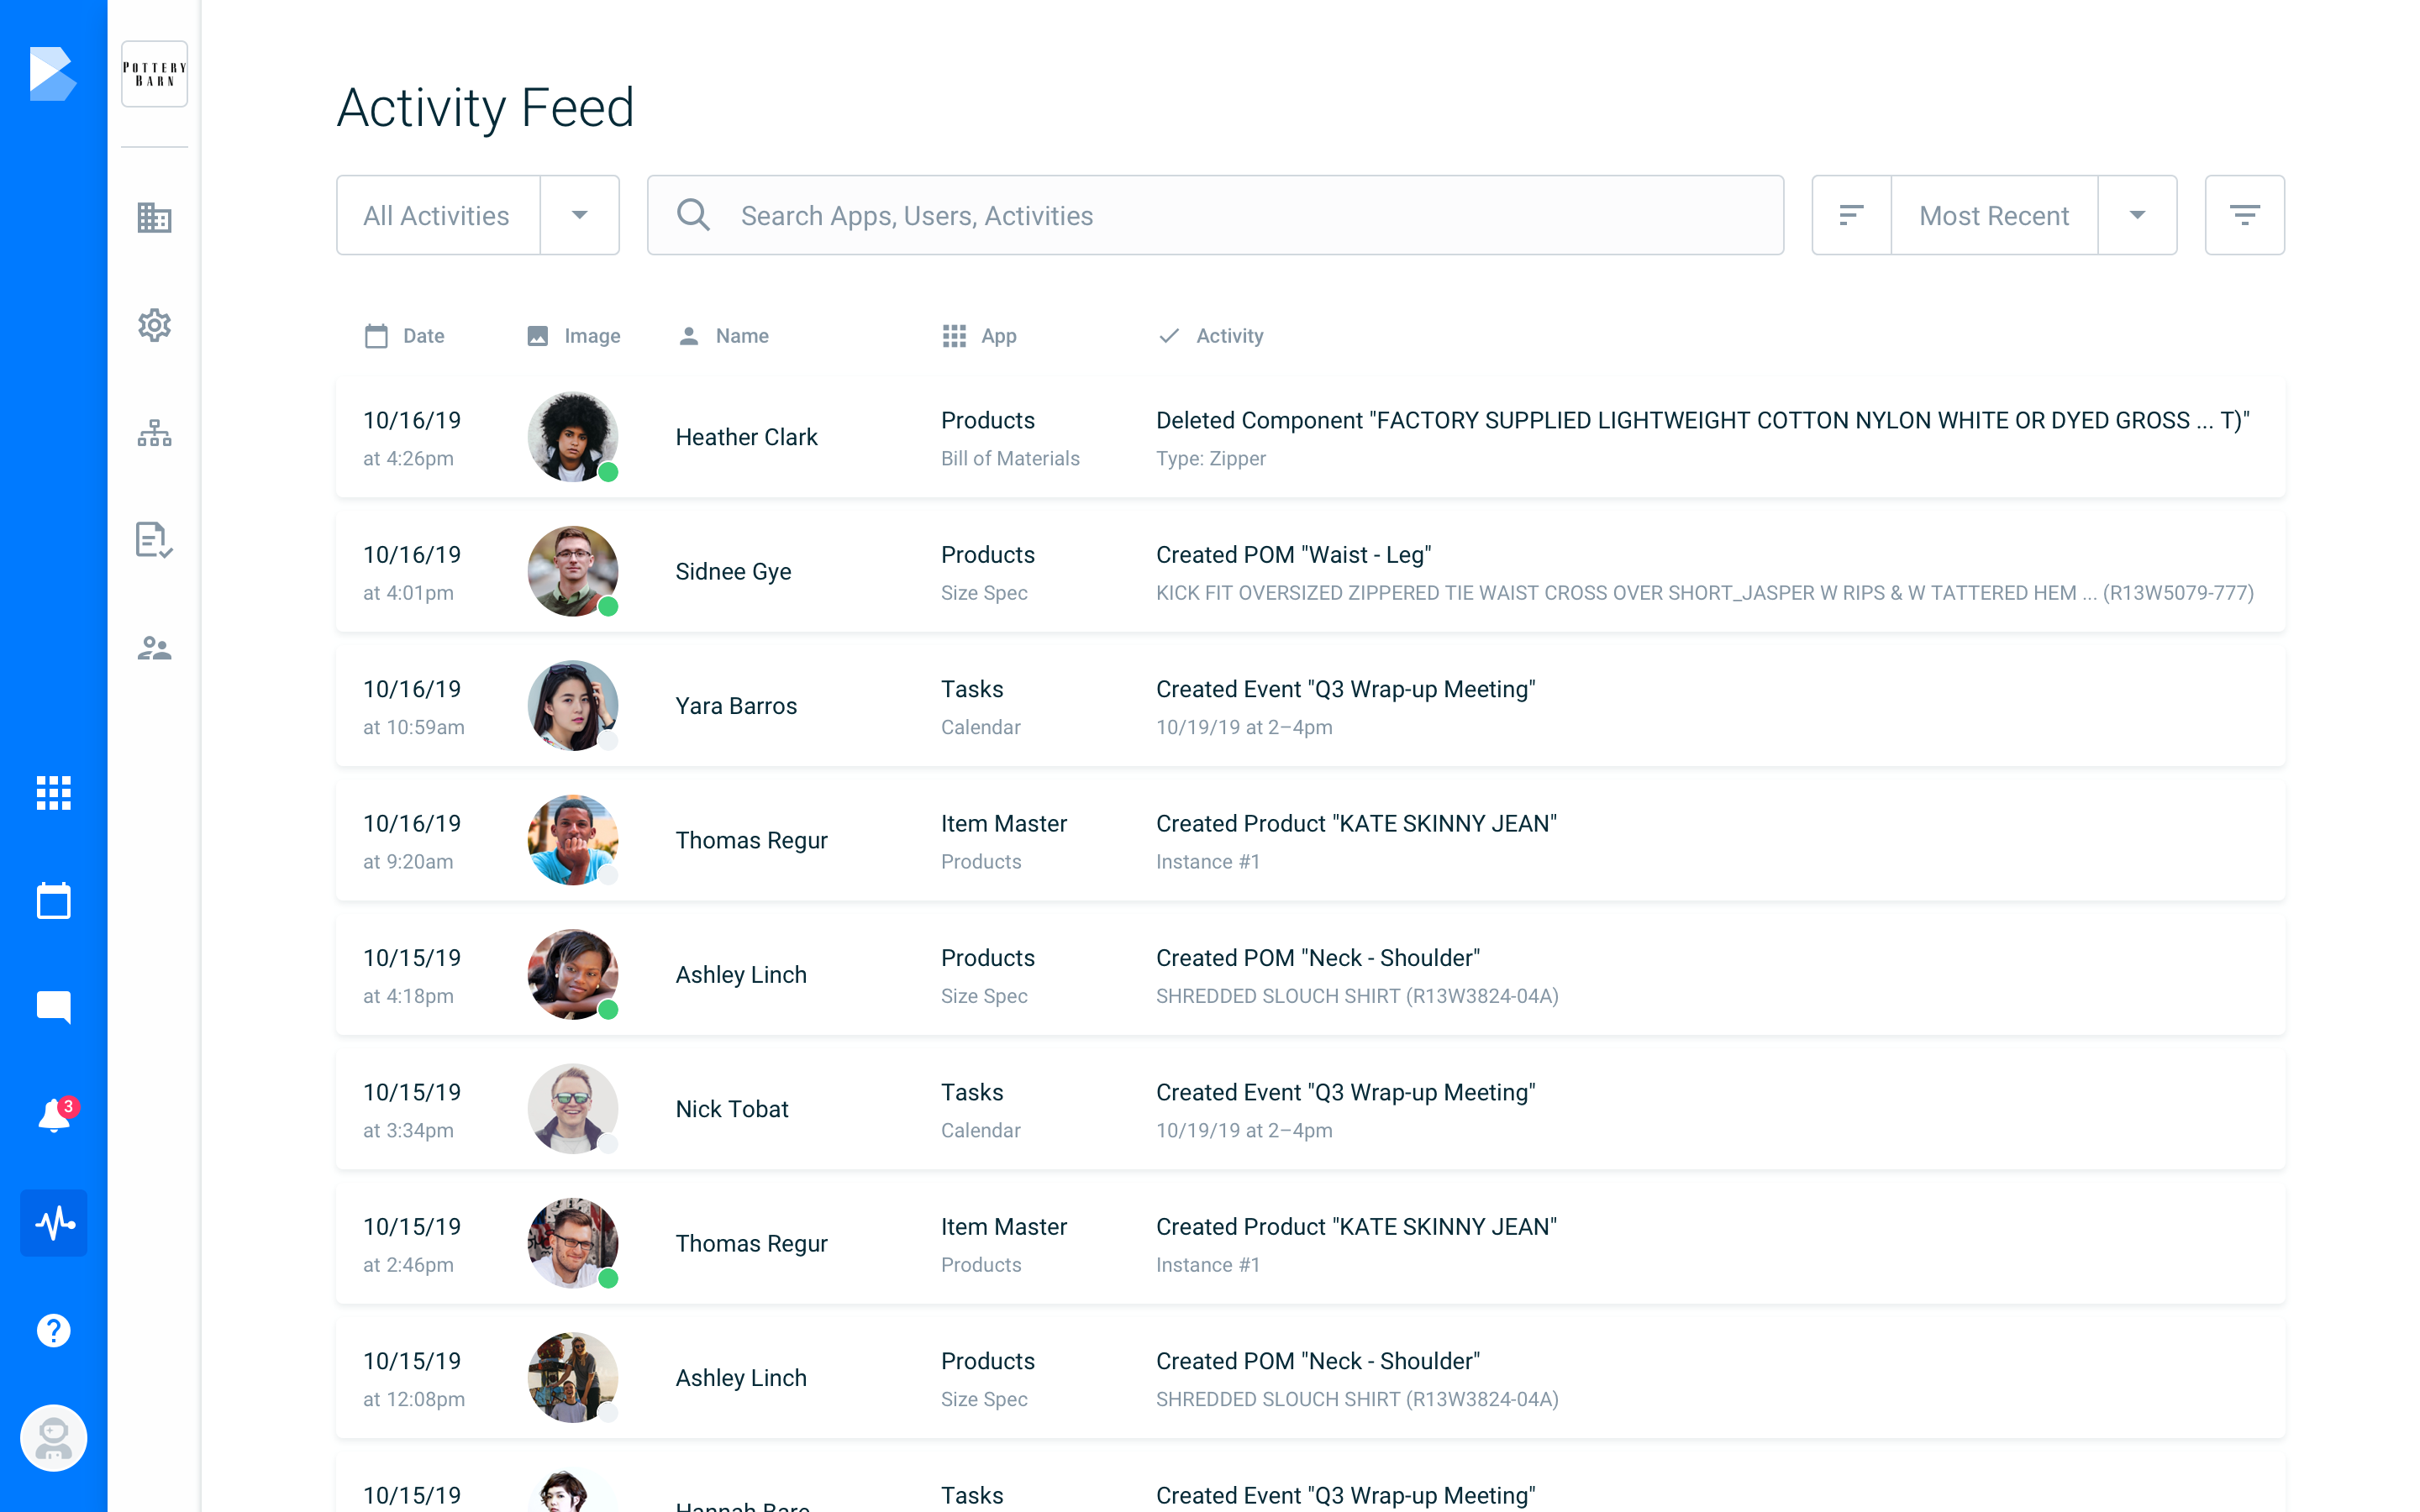 POTTERY
BARN
Activity Feed
All Activities
Search Apps, Users, Activities
Most Recent
Date
Image
Name
App
Activity
10/16/19
at 4:26pm
Heather Clark
Products
Bill of Materials
Deleted Component "FACTORY SUPPLIED LIGHTWEIGHT COTTON NYLON WHITE OR DYED GROSS ... T)"
Type: Zipper
10/16/19
at 4:01pm
Sidnee Gye
Products
Size Spec
Created POM "Waist - Leg"
KICK FIT OVERSIZED ZIPPERED TIE WAIST CROSS OVER SHORT_JASPER W RIPS & W TATTERED HEM ... (R13W5079-777)
10/16/19
at 10:59am
Yara Barros
Tasks
Calendar
Created Event "Q3 Wrap-up Meeting"
10/19/19 at 2–4pm
10/16/19
at 9:20am
Thomas Regur
Item Master
Products
Created Product "KATE SKINNY JEAN"
Instance #1
10/15/19
at 4:18pm
Ashley Linch
Products
Size Spec
Created POM "Neck - Shoulder"
SHREDDED SLOUCH SHIRT (R13W3824-04A)
10/15/19
at 3:34pm
Nick Tobat
Tasks
Calendar
Created Event "Q3 Wrap-up Meeting"
10/19/19 at 2–4pm
3
10/15/19
at 2:46pm
Thomas Regur
Item Master
Products
Created Product "KATE SKINNY JEAN"
Instance #1
10/15/19
at 12:08pm
Ashley Linch
Products
Size Spec
Created POM "Neck - Shoulder"
SHREDDED SLOUCH SHIRT (R13W3824-04A)
10/15/19
Hannah Bare
Tasks
Created Event "Q3 Wrap-up Meeting"